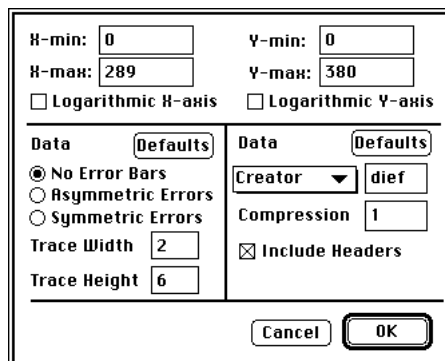 X-min: 0 Y-min: 0
X-max: 289 Y-max: 380
Logarithmic X-axis Logarithmic Y-axis
Data Defaults
No Error Bars
Asymmetric Errors
Symmetric Errors
Trace Width 2
Trace Height 6
Data Defaults
Creator dief
Compression 1
Include Headers
Cancel OK